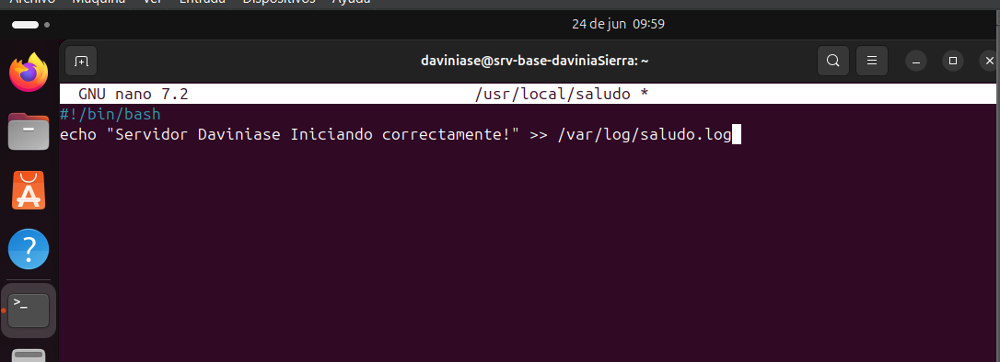 Archivo Máquina Ver Entrada Dispositivos Ayuda
24 de jun 09:59
daviniase@srv-base-daviniaSierra: ~
GNU nano 7.2 /usr/local/saludo *
#!/bin/bash
echo "Servidor Daviniase Iniciando correctamente!" >> /var/log/saludo.log